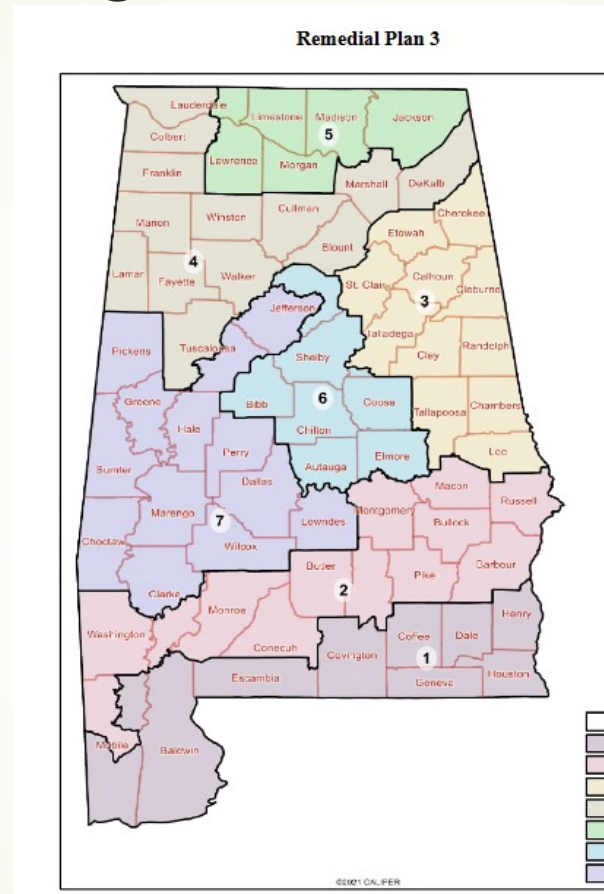 Remedial Plan 3
Lauderdale
Limestone
Madison
Jackson
Colbert
5
Lawrence
Morgan
Franklin
Marshall
DeKalb
Cherokee
Marion
Winston
Cullman
Etowah
Blount
4
Lamar
Fayette
Walker
St. Clair
Calhoun
Cleburne
3
Jefferson
Pickens
Tuscaloosa
Talladega
Clay
Randolph
Shelby
Greene
Bibb
6
Coosa
Tallapoosa
Chambers
Hale
Chilton
Perry
Lee
Sumter
Autauga
Elmore
Dallas
Macon
Russell
Marengo
Lowndes
Montgomery
Bullock
7
Choctaw
Wilcox
Butler
Pike
Barbour
Clarke
2
Monroe
Henry
Washington
Coffee
Dale
Conecuh
Covington
1
Escambia
Geneva
Houston
Mobile
Baldwin
©2021 CALIPER